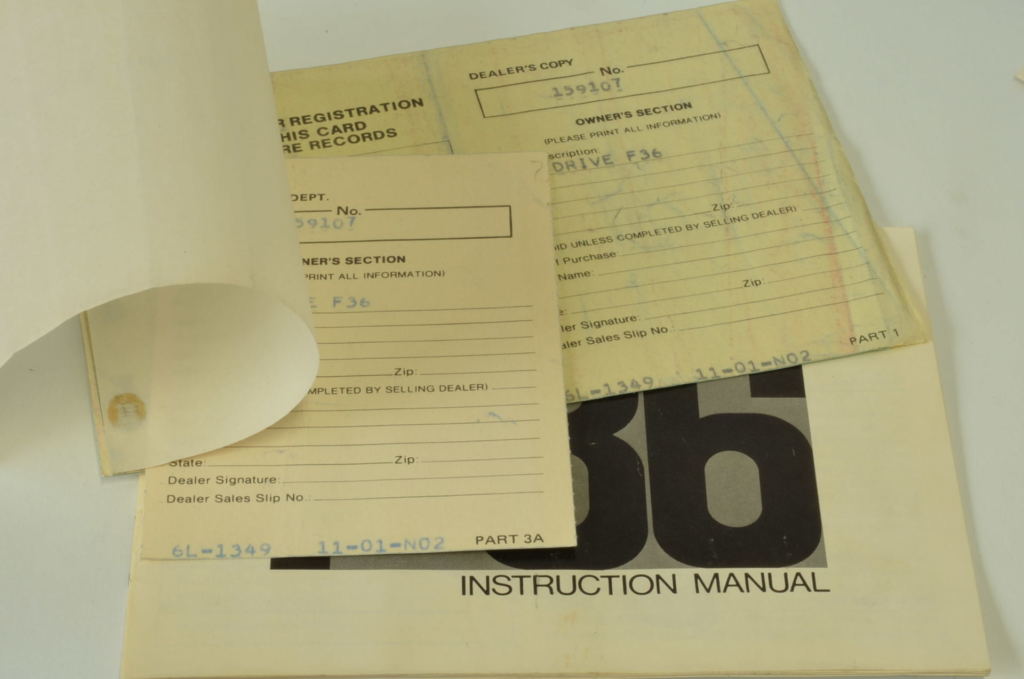 REGISTRATION
HIS CARD
RE RECORDS
DEALER'S COPY
No.
159107
OWNER'S SECTION
(PLEASE PRINT ALL INFORMATION)
scription:
DRIVE F36
Zip:
ID UNLESS COMPLETED BY SELLING DEALER)
f Purchase:
Name:
Zip:
ler Signature:
aler Sales Slip No.:
PART 1
6L-1349 11-01-N02
DEPT.
No.
59107
NER'S SECTION
PRINT ALL INFORMATION)
E F36
Zip:
MPLETED BY SELLING DEALER)
State: Zip:
Dealer Signature:
Dealer Sales Slip No.:
6L-1349 11-01-N02 PART 3A
36
INSTRUCTION MANUAL